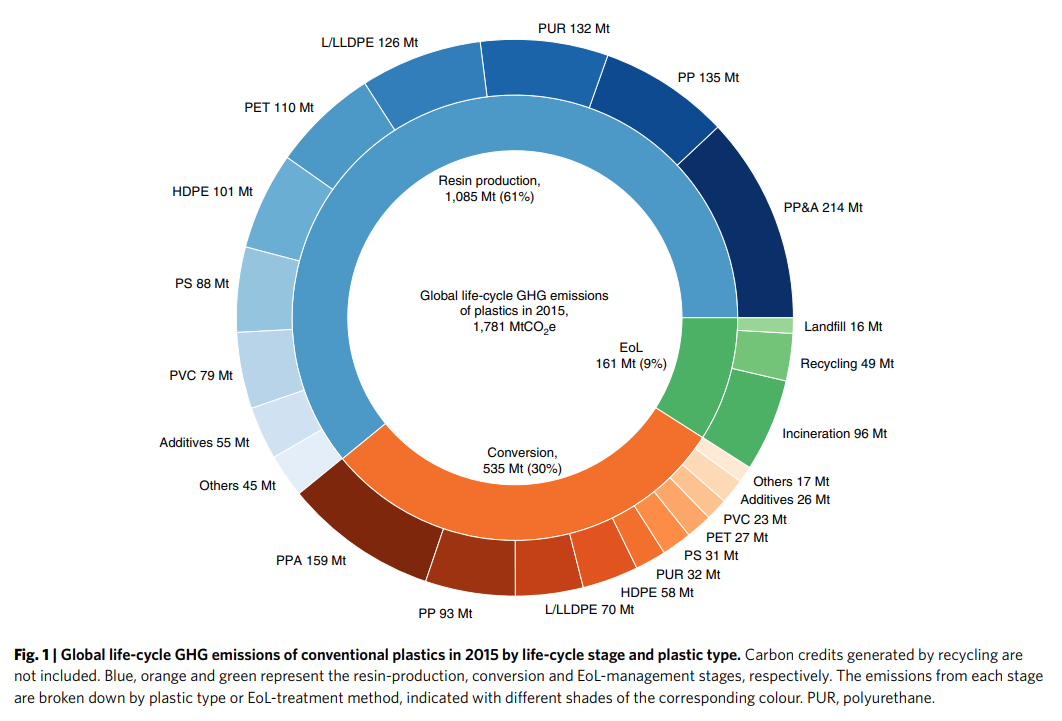 PUR 132 Mt
L/LLDPE 126 Mt
PP 135 Mt
PET 110 Mt
HDPE 101 Mt
PP&A 214 Mt
PS 88 Mt
PVC 79 Mt
Additives 55 Mt
Others 45 Mt
Resin production,
1,085 Mt (61%)
Global life-cycle GHG emissions
of plastics in 2015,
1,781 MtCO2e
EoL
161 Mt (9%)
Landfill 16 Mt
Recycling 49 Mt
Incineration 96 Mt
Conversion,
535 Mt (30%)
Others 17 Mt
Additives 26 Mt
PVC 23 Mt
PET 27 Mt
PS 31 Mt
PUR 32 Mt
HDPE 58 Mt
L/LLDPE 70 Mt
PP 93 Mt
PPA 159 Mt
Fig. 1 | Global life-cycle GHG emissions of conventional plastics in 2015 by life-cycle stage and plastic type. Carbon credits generated by recycling are
not included. Blue, orange and green represent the resin-production, conversion and EoL-management stages, respectively. The emissions from each stage
are broken down by plastic type or EoL-treatment method, indicated with different shades of the corresponding colour. PUR, polyurethane.